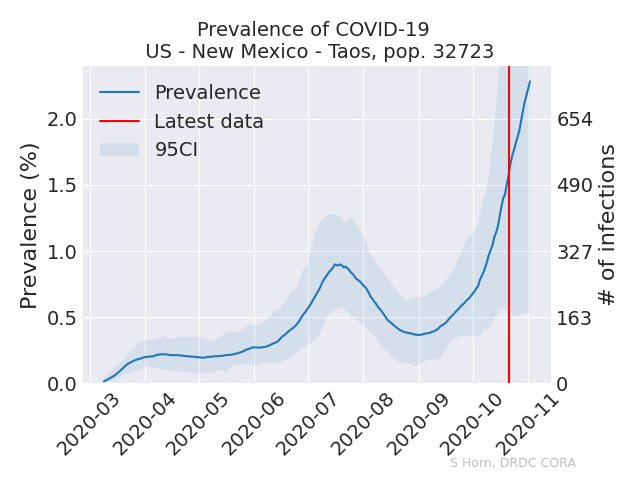 Prevalence of COVID-19
US - New Mexico - Taos, pop. 32723
Prevalence
Latest data
95CI
Prevalence (%)
2.0
1.5
1.0
0.5
0.0
654
490
327
163
0
# of infections
2020-03
2020-04
2020-05
2020-06
2020-07
2020-08
2020-09
2020-10
2020-11
S Horn, DRDC CORA